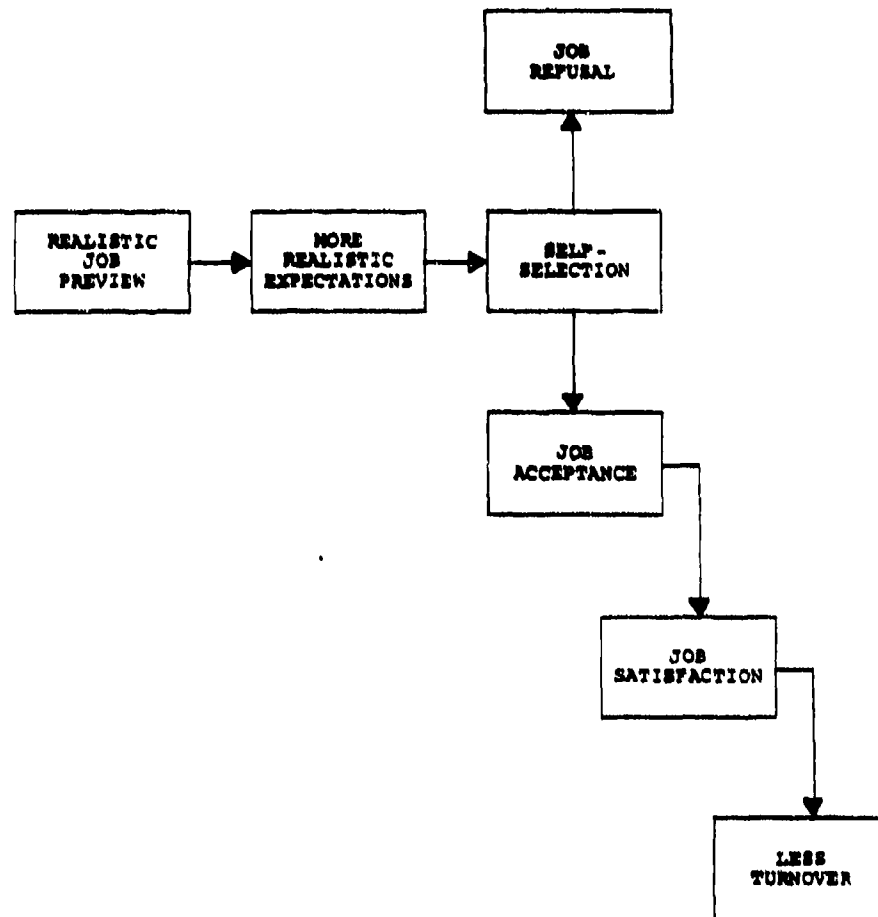 JOB
REFUSAL
REALISTIC
JOB
PREVIEW
MORE
REALISTIC
EXPECTATIONS
SELF-
SELECTION
JOB
ACCEPTANCE
JOB
SATISFACTION
LESS
TURNOVER